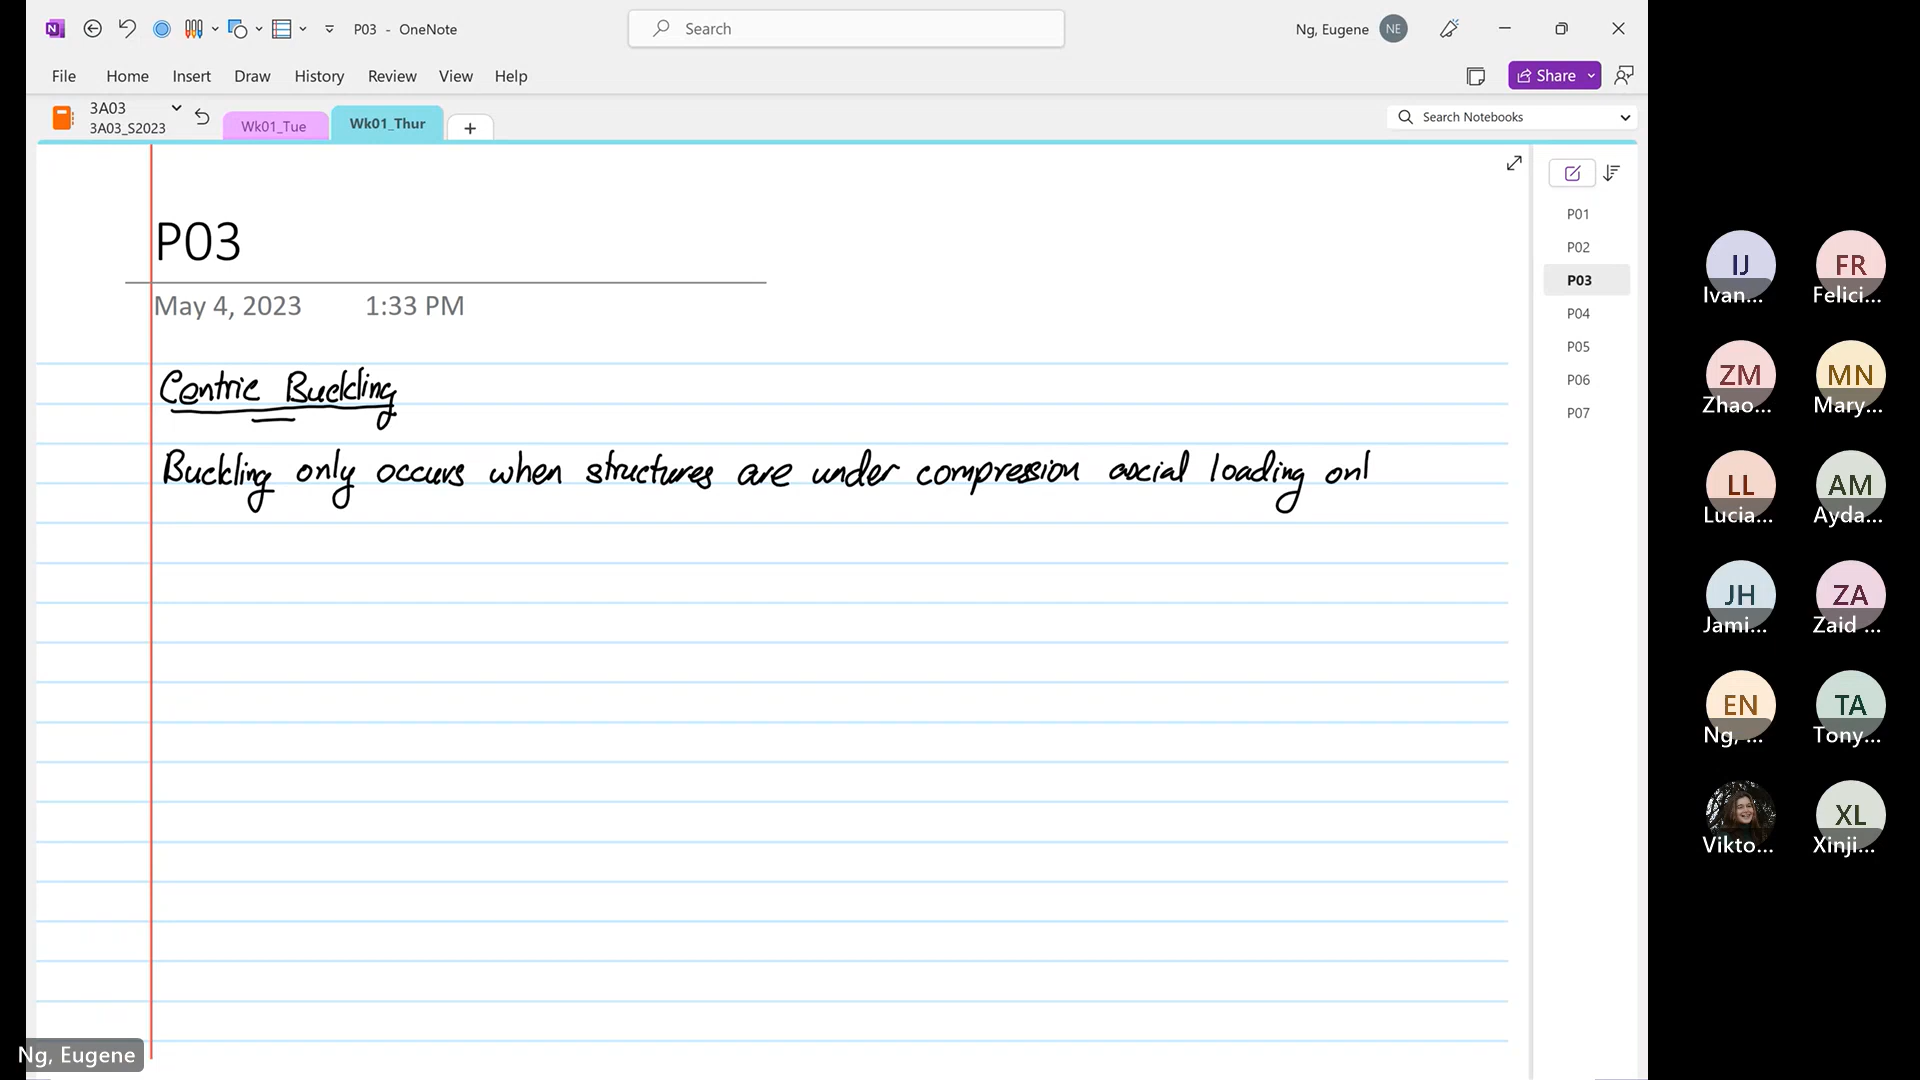 P03 - OneNote
Search
Ng, Eugene NE
File Home Insert Draw History Review View Help
Share
3A03
3A03_S2023
Wk01_Tue
Wk01_Thur
+
Search Notebooks
P03
May 4, 2023 1:33 PM
Centric Buckling
Buckling only occurs when structures are under compression axial loading onl
P01
P02
P03
P04
P05
P06
P07
IJ FR
Ivan... Felici...
ZM MN
Zhao... Mary...
LL AM
Lucia... Ayda...
JH ZA
Jami... Zaid ...
EN TA
Ng, ... Tony...
XL
Vikto... Xinji...
Ng, Eugene